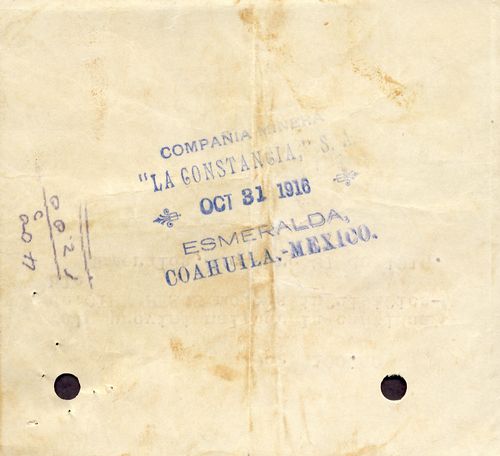 COMPAÑIA MINERA
"LA CONSTANCIA," S. A.
OCT 31 1916
ESMERALDA,
COAHUILA,-MEXICO.